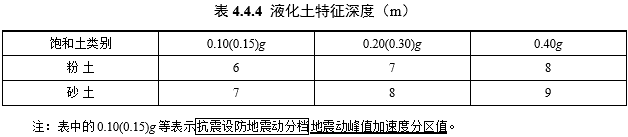 表 4.4.4 液化土特征深度（m）
饱和土类别 0.10(0.15)g 0.20(0.30)g 0.40g
粉 土 6 7 8
砂 土 7 8 9
注：表中的 0.10(0.15)g 等表示抗震设防地震动分档地震动峰值加速度分区值。